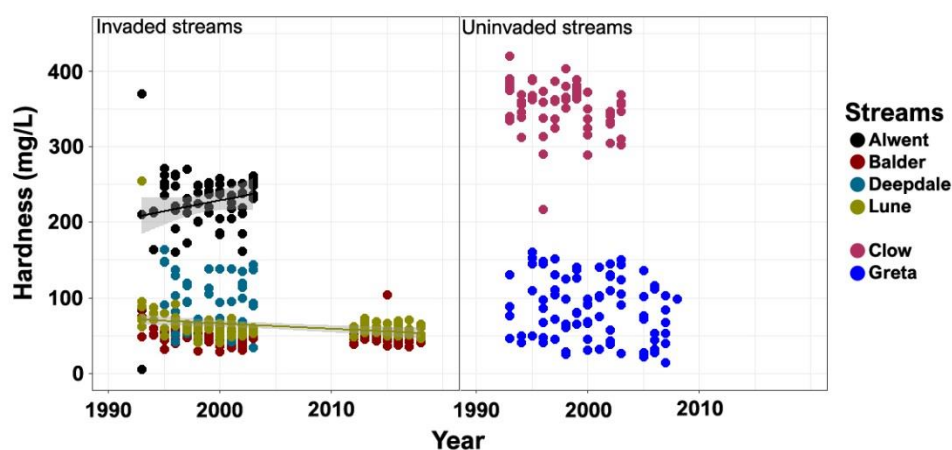 Invaded streams
Uninvaded streams
400
300
200
100
0
Hardness (mg/L)
1990
2000
2010
1990
2000
2010
Year
Streams
Alwent
Balder
Deepdale
Lune
Clow
Greta